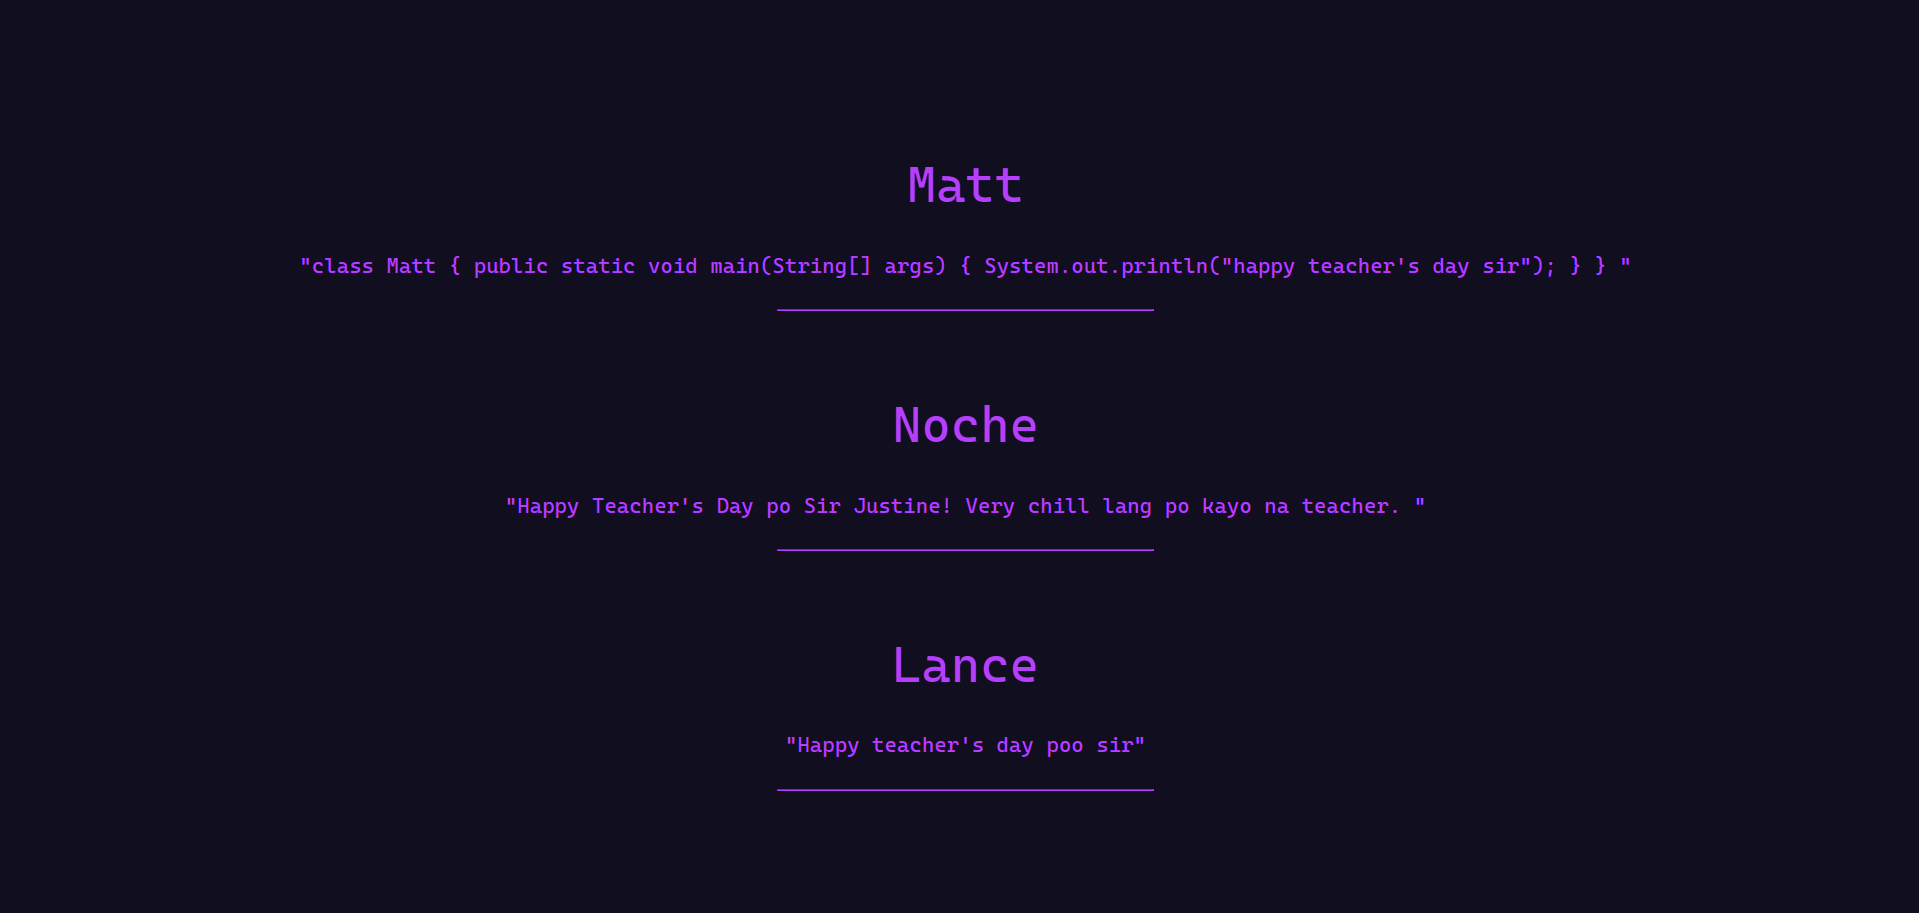 Matt
"class Matt { public static void main(String[] args) { System.out.println("happy teacher's day sir"); } } "
Noche
"Happy Teacher's Day po Sir Justine! Very chill lang po kayo na teacher. "
Lance
"Happy teacher's day poo sir"